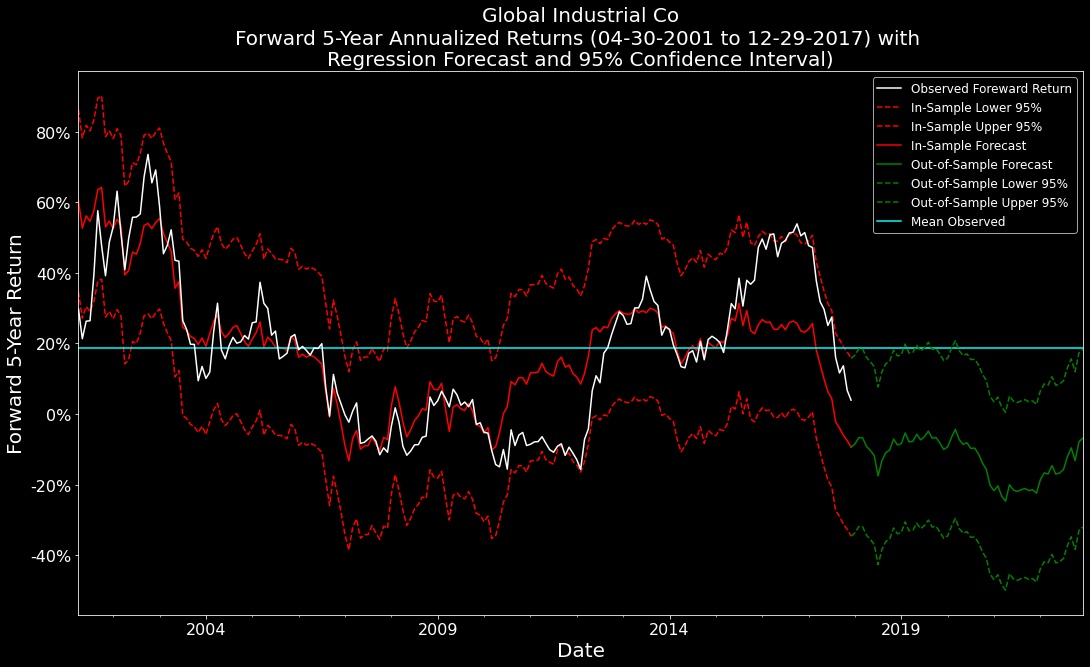 Global Industrial Co
Forward 5-Year Annualized Returns (04-30-2001 to 12-29-2017) with
Regression Forecast and 95% Confidence Interval)
Observed Foreward Return
In-Sample Lower 95%
In-Sample Upper 95%
In-Sample Forecast
Out-of-Sample Forecast
Out-of-Sample Lower 95%
Out-of-Sample Upper 95%
Mean Observed
Forward 5-Year Return
80%
60%
40%
20%
0%
-20%
-40%
2004
2009
2014
2019
Date